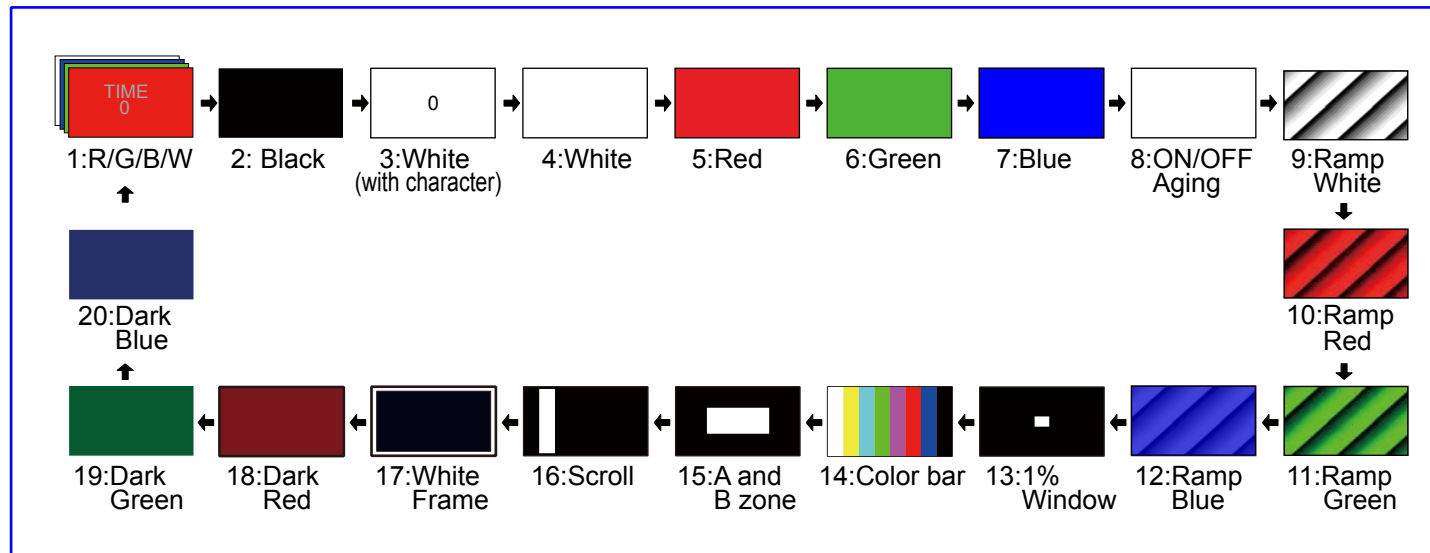 TIME
0
1:R/G/B/W
2: Black
0
3:White
(with character)
4:White
5:Red
6:Green
7:Blue
8:ON/OFF
Aging
9:Ramp
White
10:Ramp
Red
11:Ramp
Green
12:Ramp
Blue
13:1%
Window
14:Color bar
15:A and
B zone
16:Scroll
17:White
Frame
18:Dark
Red
19:Dark
Green
20:Dark
Blue